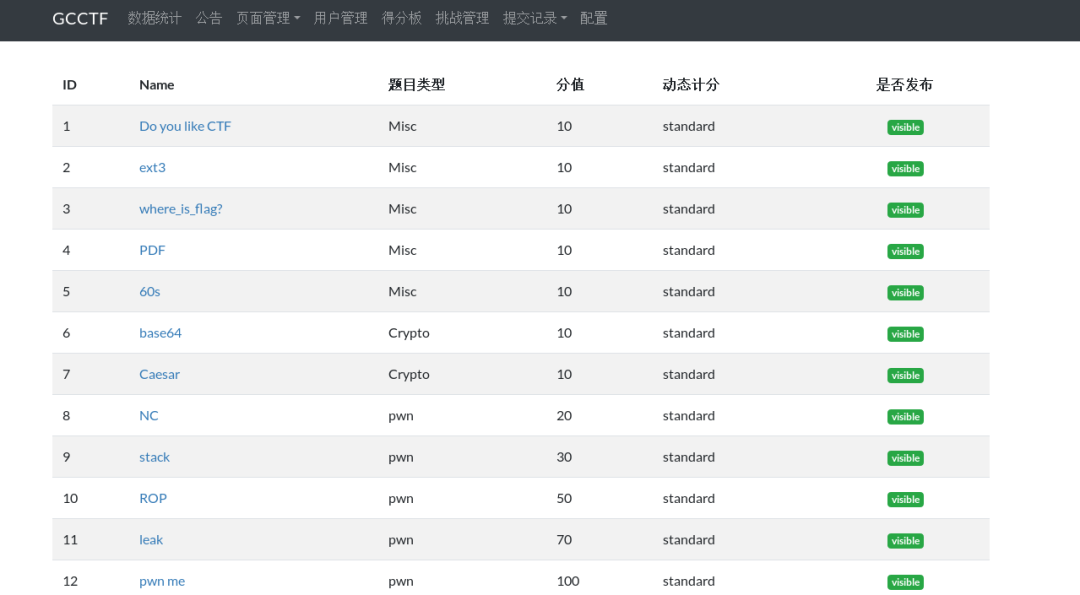 GCCTF 数据统计 公告 页面管理 用户管理 得分板 挑战管理 提交记录 配置
ID Name 题目类型 分值 动态计分 是否发布
1 Do you like CTF Misc 10 standard visible
2 ext3 Misc 10 standard visible
3 where_is_flag? Misc 10 standard visible
4 PDF Misc 10 standard visible
5 60s Misc 10 standard visible
6 base64 Crypto 10 standard visible
7 Caesar Crypto 10 standard visible
8 NC pwn 20 standard visible
9 stack pwn 30 standard visible
10 ROP pwn 50 standard visible
11 leak pwn 70 standard visible
12 pwn me pwn 100 standard visible